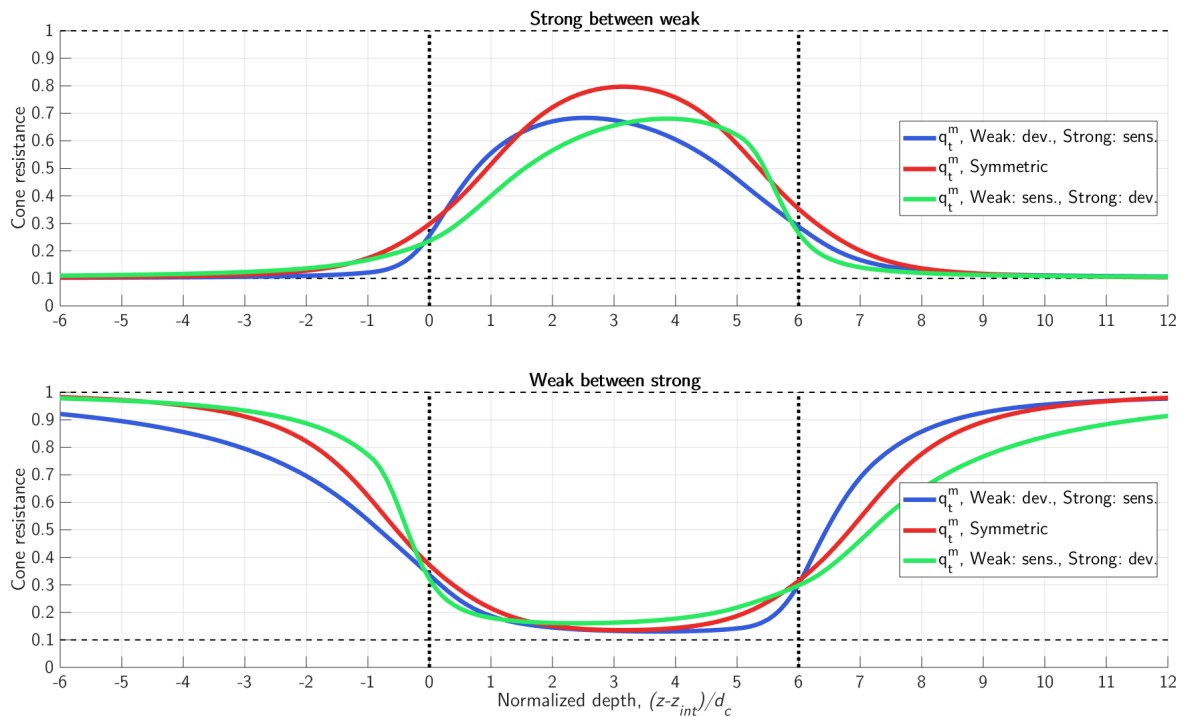 Strong between weak
1
0.9
0.8
0.7
0.6
0.5
0.4
0.3
0.2
0.1
0
Cone resistance
q_t^m, Weak: dev., Strong: sens.
q_t^m, Symmetric
q_t^m, Weak: sens., Strong: dev.
-6 -5 -4 -3 -2 -1 0 1 2 3 4 5 6 7 8 9 10 11 12
Weak between strong
1
0.9
0.8
0.7
0.6
0.5
0.4
0.3
0.2
0.1
0
Cone resistance
q_t^m, Weak: dev., Strong: sens.
q_t^m, Symmetric
q_t^m, Weak: sens., Strong: dev.
-6 -5 -4 -3 -2 -1 0 1 2 3 4 5 6 7 8 9 10 11 12
Normalized depth, (z-z_int)/d_c